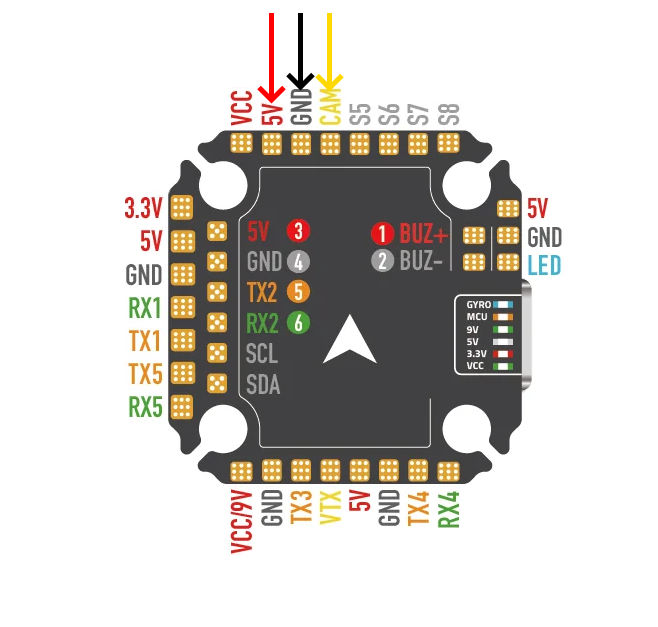 VCC
5V
GND
CAM
S5
S6
S7
S8
3.3V
5V
GND
RX1
TX1
TX5
RX5
5V 3
GND 4
TX2 5
RX2 6
SCL
SDA
1 BUZ+
2 BUZ-
5V
GND
LED
GYRO
MCU
9V
5V
3.3V
VCC
VCC/9V
GND
TX3
VTX
5V
GND
TX4
RX4